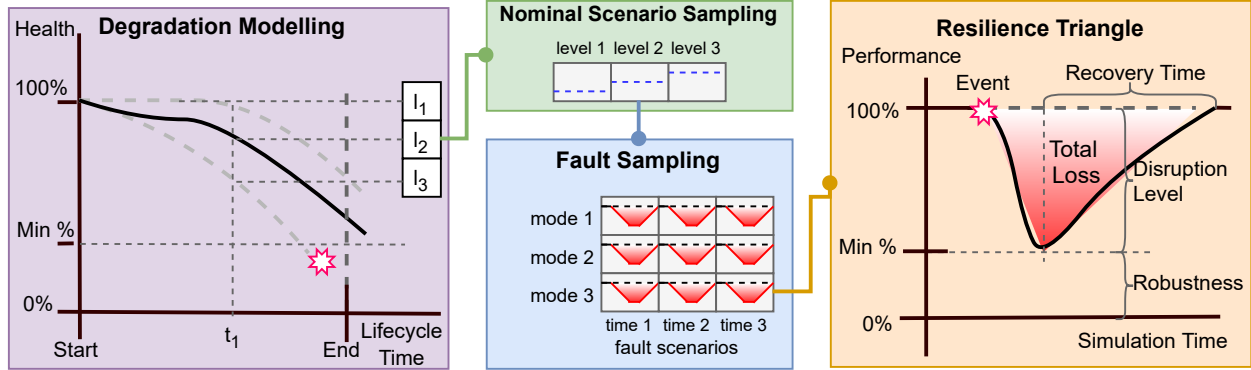 Degradation Modelling
Health
100%
l1
l2
l3
Min %
0%
Start
t1
End
Lifecycle
Time
Nominal Scenario Sampling
level 1 level 2 level 3
Fault Sampling
mode 1
mode 2
mode 3
time 1 time 2 time 3
fault scenarios
Resilience Triangle
Performance
Event
Recovery Time
100%
Total
Loss
Disruption
Level
Min %
Robustness
0%
Simulation Time